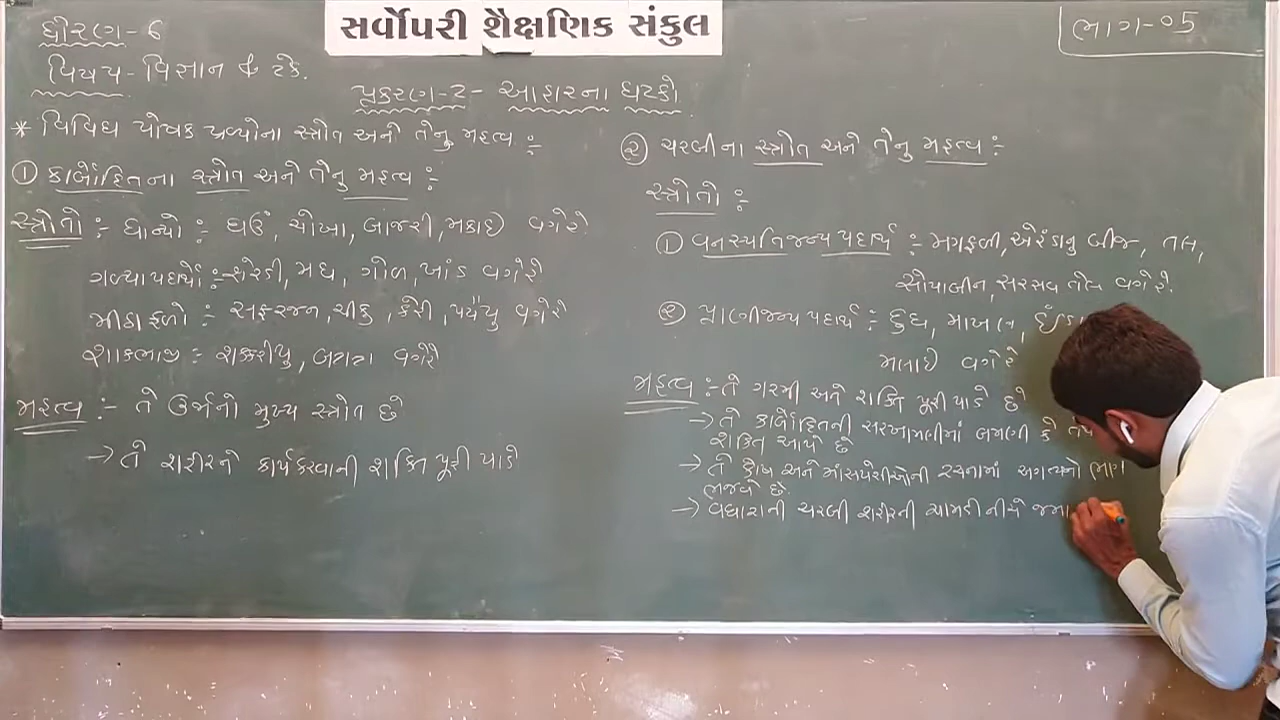 સર્વોપરી શૈક્ષણિક સંકુલ
ધોરણ-6
ભાગ-05
વિષય-વિજ્ઞાન & ટેક.
પ્રકરણ-2- આહારના ઘટકો
* વિવિધ પોષક દ્રવ્યોના સ્ત્રોત અને તેનુ મહત્વ :-
① કાર્બોદિતના સ્ત્રોત અને તેનુ મહત્વ :-
સ્ત્રોતો :- ધાન્યો :- ઘઉં, ચોખા, બાજરી, મકાઈ વગેરે
ગળ્યા પદાર્થો :- શેરડી, મધ, ગોળ, ખાંડ વગેરે
મીઠા ફળો :- સફરજન, ચીકુ, કેરી, પપૈયુ વગેરે
શાકભાજી :- શક્કરીયુ, બટાટા વગેરે
મહત્વ :- તે ઉર્જાનો મુખ્ય સ્ત્રોત છે
→ તે શરીરને કાર્ય કરવાની શક્તિ પૂરી પાડે
② ચરબીના સ્ત્રોત અને તેનુ મહત્વ :-
સ્ત્રોતો :-
① વનસ્પતિજન્ય પદાર્થ :- મગફળી, એરંડાનુ બીજ, તલ,
સોયાબીન, સરસવ તેલ વગેરે.
② પ્રાણીજન્ય પદાર્થ :- દુધ, માખણ,
મલાઈ વગેરે
મહત્વ :- તે ગરમી અને શક્તિ પૂરી પાડે છે
→ તે કાર્બોદિતની સરખામણીમાં બમણી કે
શક્તિ આપે છે
→ તે કોષ અને માંસપેશીઓની રચનામાં અગત્યનો ભાગ
ભજવે છે.
→ વધારાની ચરબી શરીરની ચામડી નીચે જમા